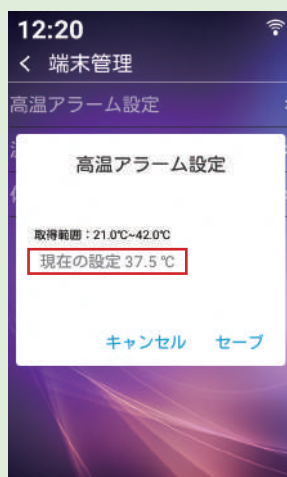 12:20
< 端末管理
高温アラーム設定
高温アラーム設定
取得範囲：21.0℃~42.0℃
現在の設定 37.5 ℃
キャンセル セーブ